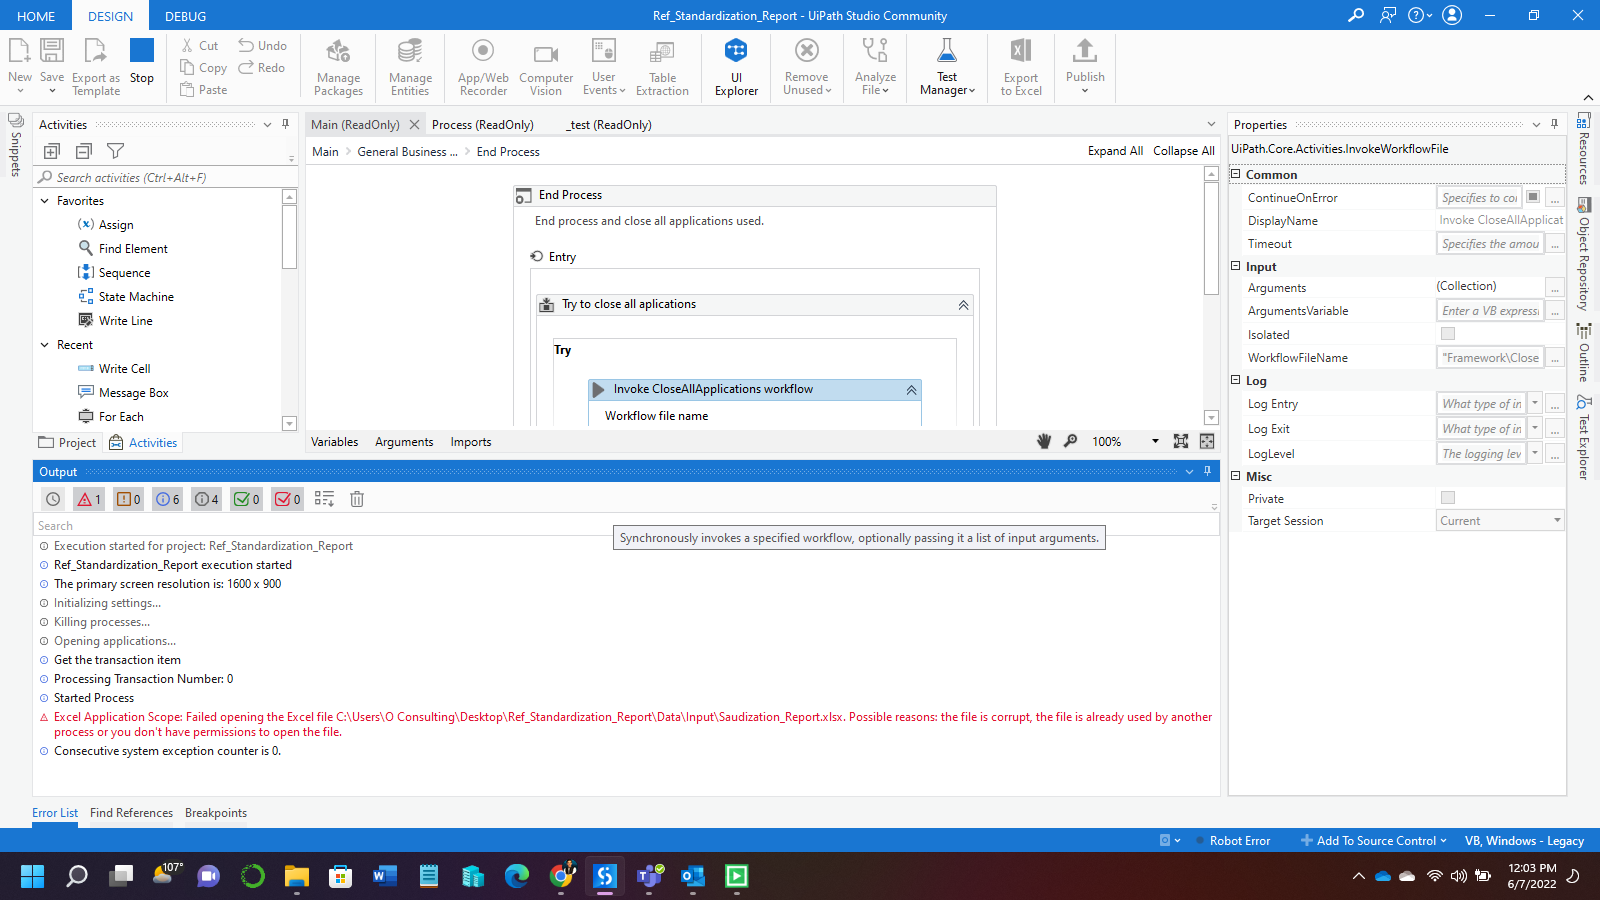 HOME DESIGN DEBUG
Ref_Standardization_Report - UiPath Studio Community
New
Save
Export as Template
Stop
Cut
Copy
Paste
Undo
Redo
Manage Packages
Manage Entities
App/Web Recorder
Computer Vision
User Events
Table Extraction
UI Explorer
Remove Unused
Analyze File
Test Manager
Export to Excel
Publish
Snippets
Activities
Search activities (Ctrl+Alt+F)
Favorites
Assign
Find Element
Sequence
State Machine
Write Line
Recent
Write Cell
Message Box
For Each
Project Activities
Main (ReadOnly) Process (ReadOnly) _test (ReadOnly)
Main > General Business ... > End Process
Expand All Collapse All
End Process
End process and close all applications used.
Entry
Try to close all aplications
Try
Invoke CloseAllApplications workflow
Workflow file name
Variables Arguments Imports
100%
Properties
UiPath.Core.Activities.InvokeWorkflowFile
Common
ContinueOnError Specifies to coi ...
DisplayName Invoke CloseAllApplicat
Timeout Specifies the amou ...
Input
Arguments (Collection) ...
ArgumentsVariable Enter a VB express ...
Isolated
WorkflowFileName "Framework\Close ...
Log
Log Entry What type of in ...
Log Exit What type of in ...
LogLevel The logging lev ...
Misc
Private
Target Session Current
Resources
Object Repository
Outline
Test Explorer
Output
1 0 6 4 0 0
Search
Synchronously invokes a specified workflow, optionally passing it a list of input arguments.
Execution started for project: Ref_Standardization_Report
Ref_Standardization_Report execution started
The primary screen resolution is: 1600 x 900
Initializing settings...
Killing processes...
Opening applications...
Get the transaction item
Processing Transaction Number: 0
Started Process
Excel Application Scope: Failed opening the Excel file C:\Users\O Consulting\Desktop\Ref_Standardization_Report\Data\Input\Saudization_Report.xlsx. Possible reasons: the file is corrupt, the file is already used by another
process or you don't have permissions to open the file.
Consecutive system exception counter is 0.
Error List Find References Breakpoints
Robot Error Add To Source Control VB, Windows - Legacy
107°
12:03 PM
6/7/2022